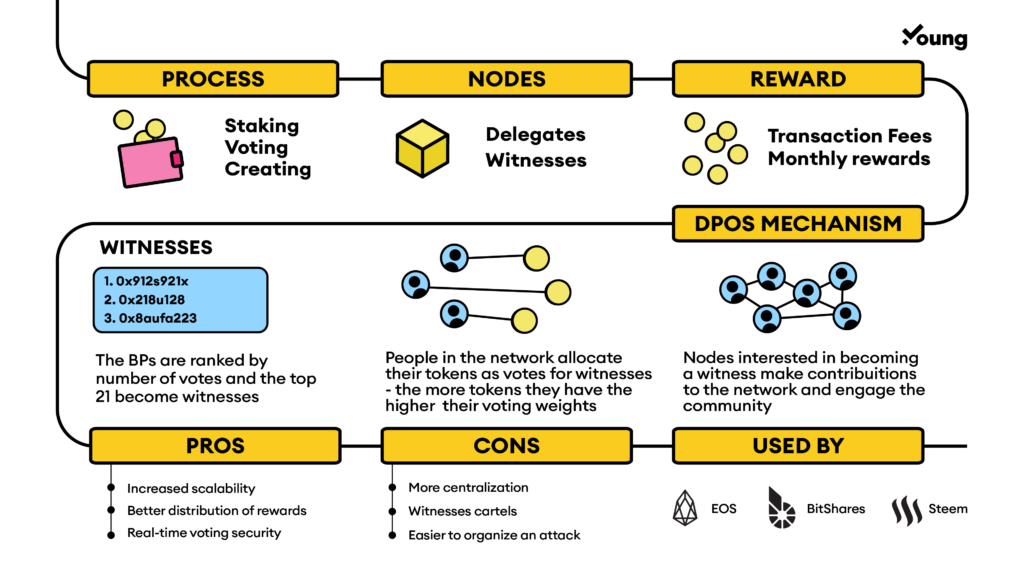 Young
PROCESS
NODES
REWARD
Staking
Voting
Creating
Delegates
Witnesses
Transaction Fees
Monthly rewards
DPOS MECHANISM
Nodes interested in becoming
a witness make contribuitions
to the network and engage the
community
People in the network allocate
their tokens as votes for witnesses
- the more tokens they have the
higher their voting weights
WITNESSES
1. 0x912s921x
2. 0x218u128
3. 0x8aufa223
The BPs are ranked by
number of votes and the top
21 become witnesses
PROS
CONS
USED BY
Increased scalability
Better distribution of rewards
Real-time voting security
More centralization
Witnesses cartels
Easier to organize an attack
EOS
BitShares
Steem